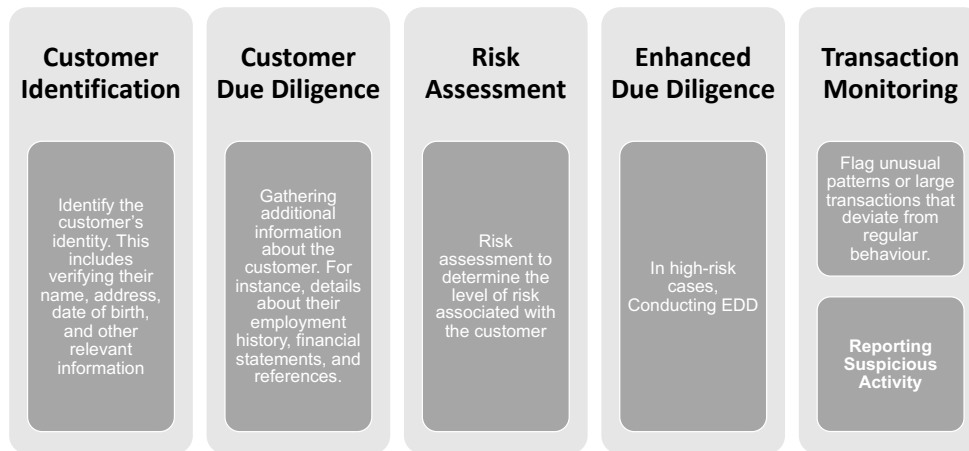 Customer
Identification
Identify the
customer's
identity. This
includes
verifying their
name, address,
date of birth,
and other
relevant
information
Customer
Due Diligence
Gathering
additional
information
about the
customer. For
instance, details
about their
employment
history, financial
statements, and
references.
Risk
Assessment
Risk
assessment to
determine the
level of risk
associated with
the customer
Enhanced
Due Diligence
In high-risk
cases,
Conducting EDD
Transaction
Monitoring
Flag unusual
patterns or large
transactions that
deviate from
regular
behaviour.
Reporting
Suspicious
Activity